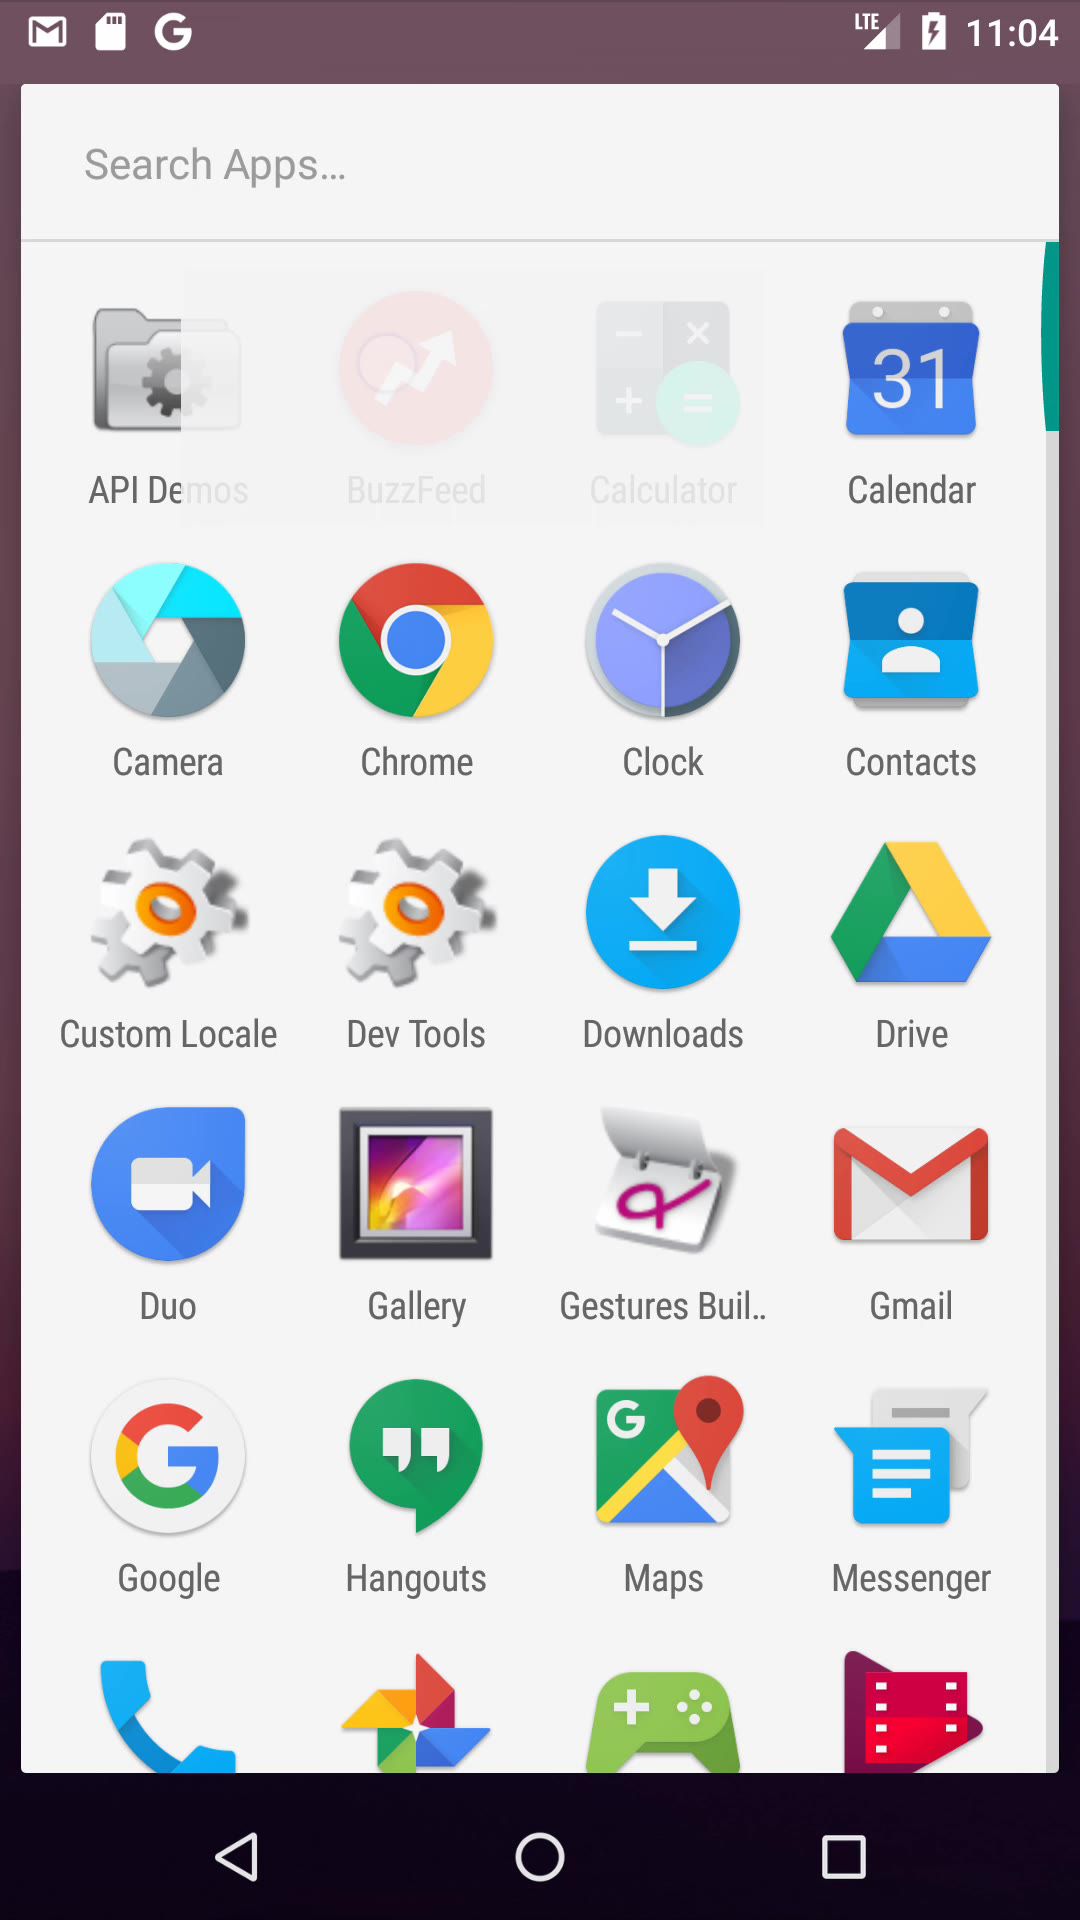 LTE 11:04
Search Apps...
31
API Demos BuzzFeed Calculator Calendar
Camera Chrome Clock Contacts
Custom Locale Dev Tools Downloads Drive
Duo Gallery Gestures Buil.. Gmail
G
Google Hangouts Maps Messenger